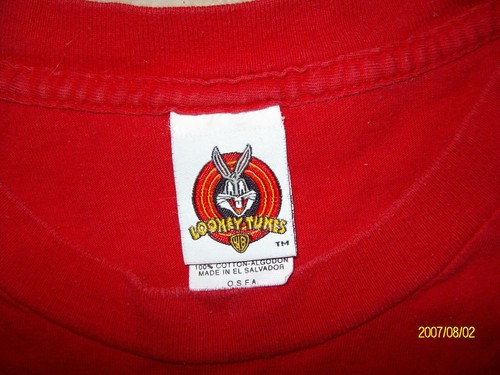 LOONEY TUNES
WB
TM
100% COTTON-ALGODON
MADE IN EL SALVADOR
O.S.F.A
2007/08/02